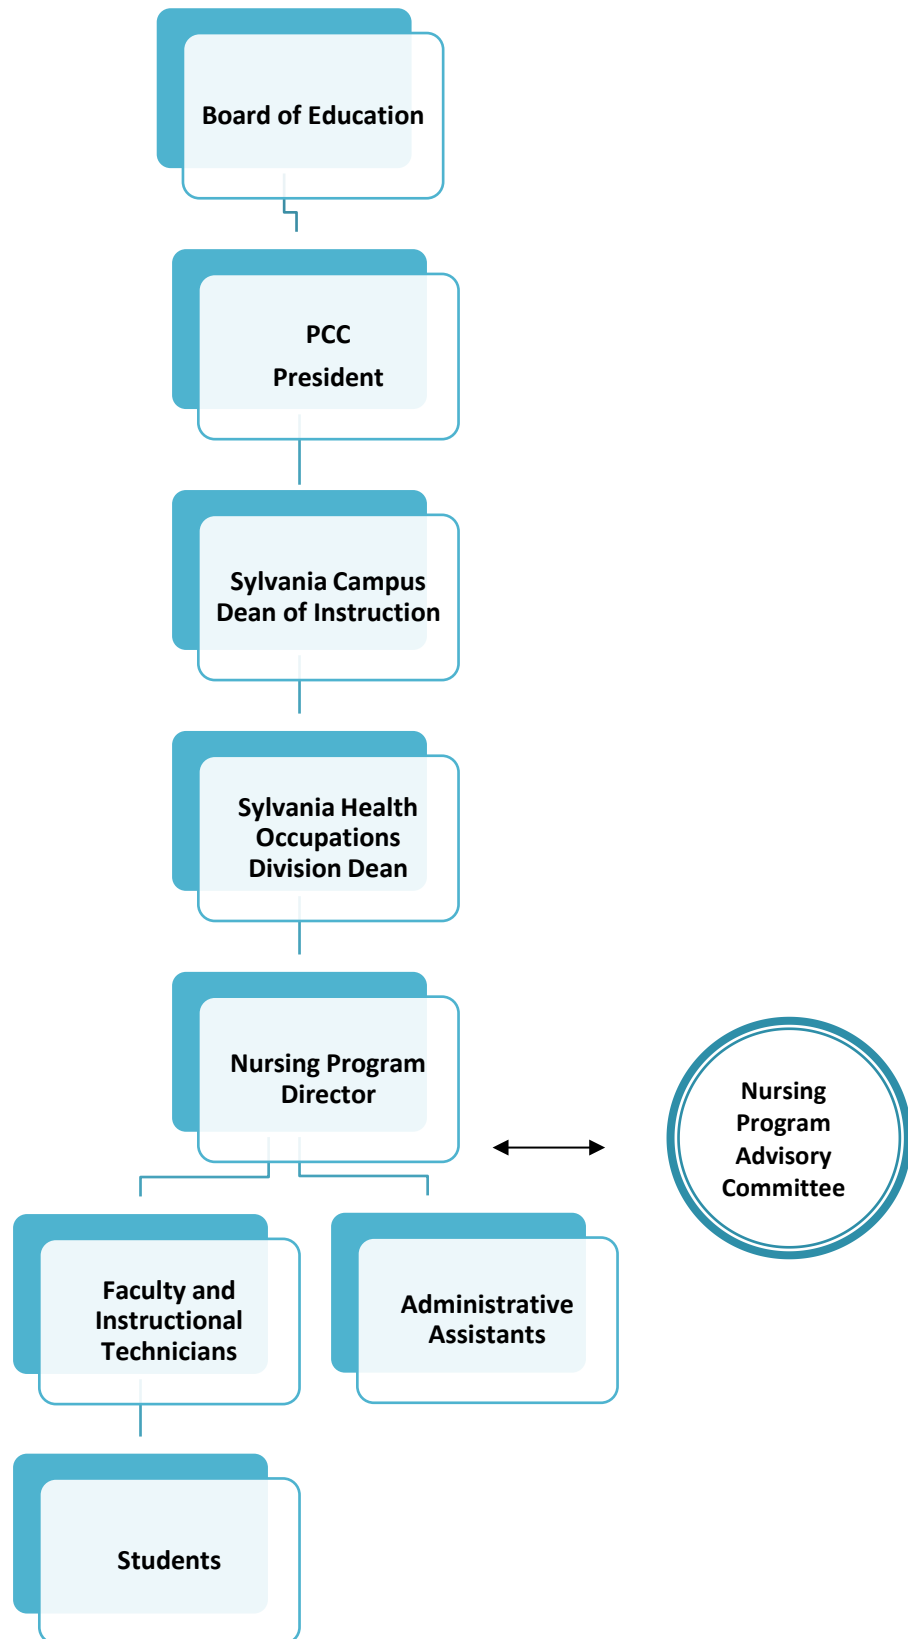 Board of Education
PCC
President
Sylvania Campus
Dean of Instruction
Sylvania Health
Occupations
Division Dean
Nursing Program
Director
Nursing
Program
Advisory
Committee
Faculty and
Instructional
Technicians
Administrative
Assistants
Students